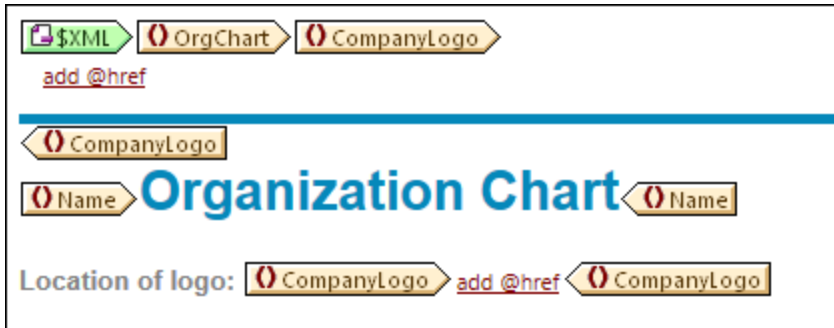 $XML () OrgChart () CompanyLogo
add @href
() CompanyLogo
() Name Organization Chart () Name
Location of logo: () CompanyLogo add @href () CompanyLogo